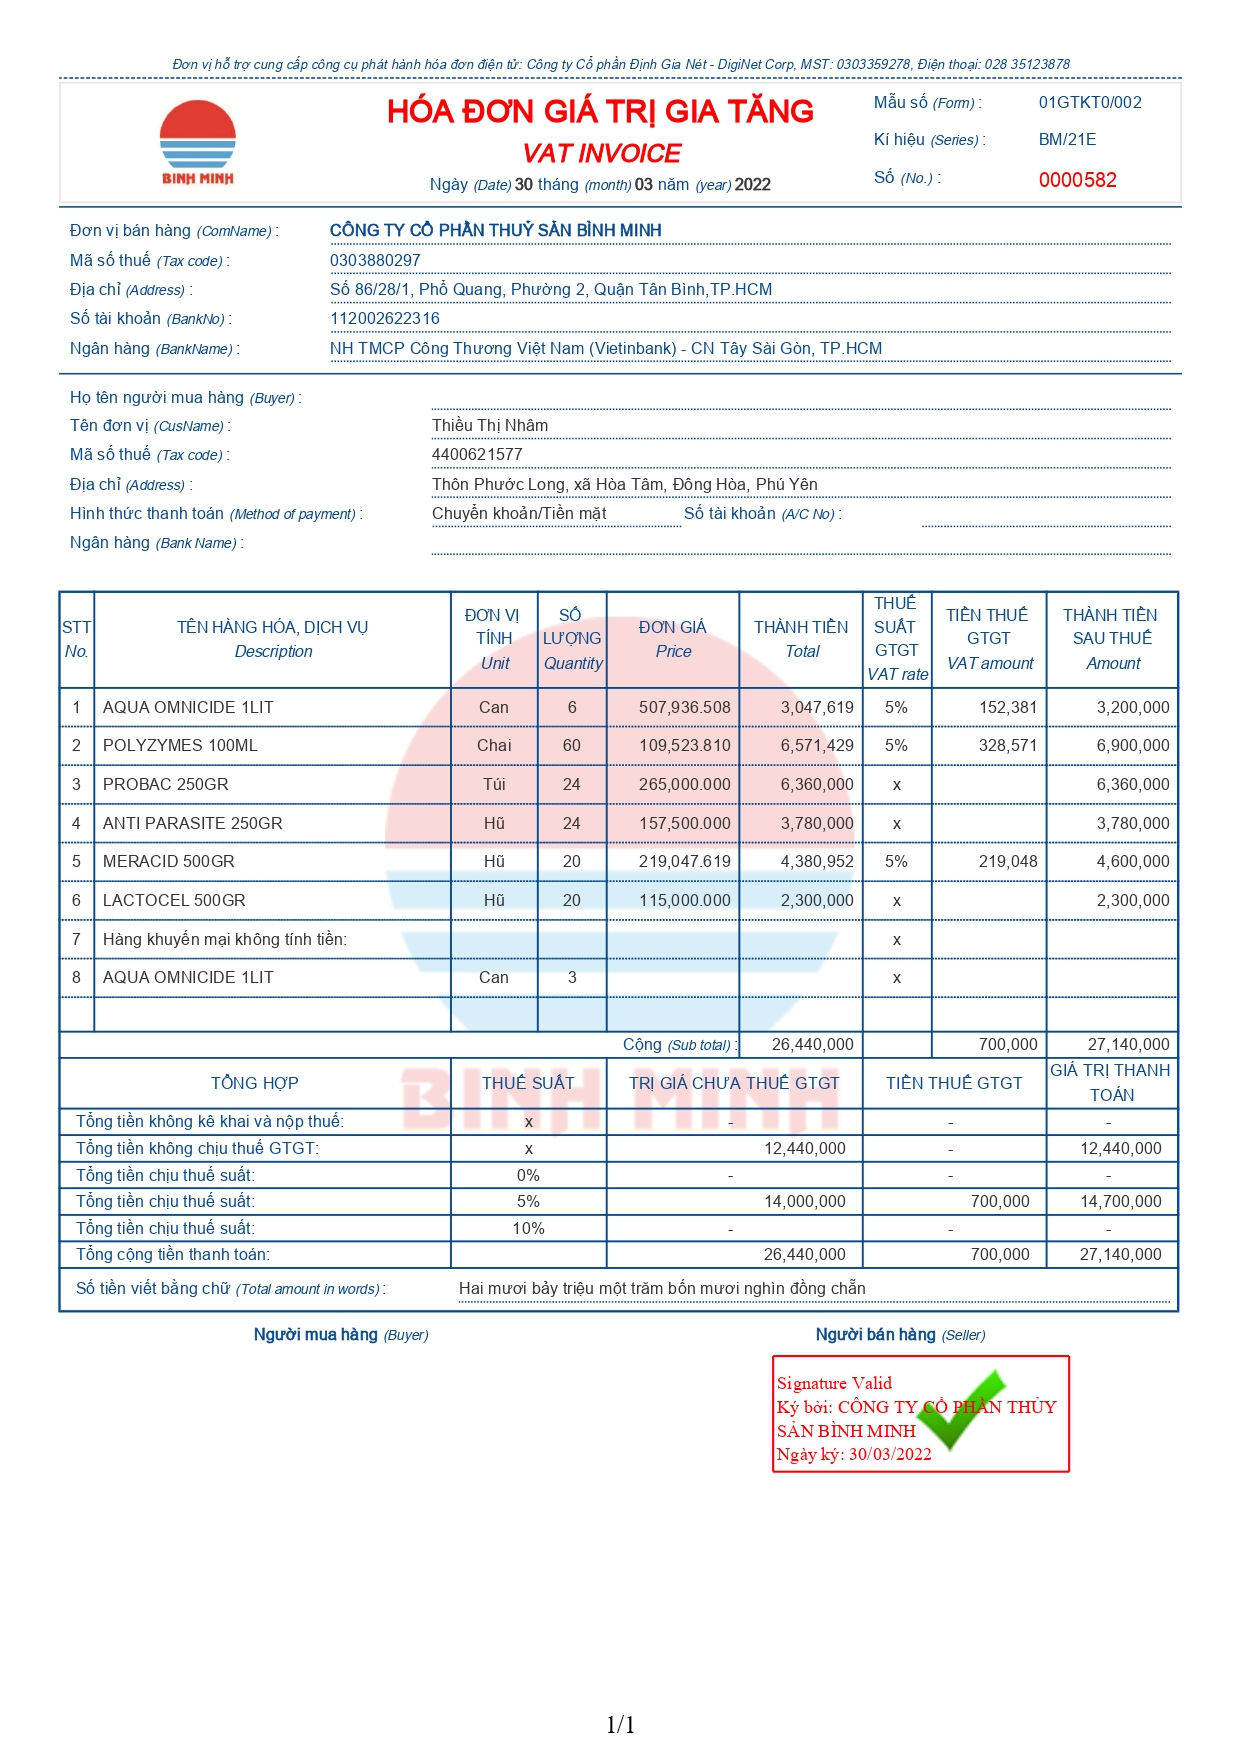 Đơn vị hỗ trợ cung cấp công cụ phát hành hóa đơn điện tử: Công ty Cổ phần Định Gia Nét - DigiNet Corp, MST: 0303359278, Điện thoại: 028 35123878
BINH MINH
HÓA ĐƠN GIÁ TRỊ GIA TĂNG
VAT INVOICE
Ngày (Date) 30 tháng (month) 03 năm (year) 2022
Mẫu số (Form) : 01GTKT0/002
Kí hiệu (Series) : BM/21E
Số (No.) : 0000582
Đơn vị bán hàng (ComName) : CÔNG TY CỔ PHẦN THUỶ SẢN BÌNH MINH
Mã số thuế (Tax code) : 0303880297
Địa chỉ (Address) : Số 86/28/1, Phổ Quang, Phường 2, Quận Tân Bình,TP.HCM
Số tài khoản (BankNo) : 112002622316
Ngân hàng (BankName) : NH TMCP Công Thương Việt Nam (Vietinbank) - CN Tây Sài Gòn, TP.HCM
Họ tên người mua hàng (Buyer) :
Tên đơn vị (CusName) : Thiều Thị Nhâm
Mã số thuế (Tax code) : 4400621577
Địa chỉ (Address) : Thôn Phước Long, xã Hòa Tâm, Đông Hòa, Phú Yên
Hình thức thanh toán (Method of payment) : Chuyển khoản/Tiền mặt Số tài khoản (A/C No) :
Ngân hàng (Bank Name) :
STT No. TÊN HÀNG HÓA, DỊCH VỤ Description ĐƠN VỊ TÍNH Unit SỐ LƯỢNG Quantity ĐƠN GIÁ Price THÀNH TIỀN Total THUẾ SUẤT GTGT VAT rate TIỀN THUẾ GTGT VAT amount THÀNH TIỀN SAU THUẾ Amount
1 AQUA OMNICIDE 1LIT Can 6 507,936.508 3,047,619 5% 152,381 3,200,000
2 POLYZYMES 100ML Chai 60 109,523.810 6,571,429 5% 328,571 6,900,000
3 PROBAC 250GR Túi 24 265,000.000 6,360,000 x 6,360,000
4 ANTI PARASITE 250GR Hũ 24 157,500.000 3,780,000 x 3,780,000
5 MERACID 500GR Hũ 20 219,047.619 4,380,952 5% 219,048 4,600,000
6 LACTOCEL 500GR Hũ 20 115,000.000 2,300,000 x 2,300,000
7 Hàng khuyến mại không tính tiền: x
8 AQUA OMNICIDE 1LIT Can 3 x
Cộng (Sub total) : 26,440,000 700,000 27,140,000
TỔNG HỢP THUẾ SUẤT TRỊ GIÁ CHƯA THUẾ GTGT TIỀN THUẾ GTGT GIÁ TRỊ THANH TOÁN
BINH MINH
Tổng tiền không kê khai và nộp thuế: x - - -
Tổng tiền không chịu thuế GTGT: x 12,440,000 - 12,440,000
Tổng tiền chịu thuế suất: 0% - - -
Tổng tiền chịu thuế suất: 5% 14,000,000 700,000 14,700,000
Tổng tiền chịu thuế suất: 10% - - -
Tổng cộng tiền thanh toán: 26,440,000 700,000 27,140,000
Số tiền viết bằng chữ (Total amount in words) : Hai mươi bảy triệu một trăm bốn mươi nghìn đồng chẵn
Người mua hàng (Buyer) Người bán hàng (Seller)
Signature Valid
Ký bởi: CÔNG TY CỔ PHẦN THỦY
SẢN BÌNH MINH
Ngày ký: 30/03/2022
1/1